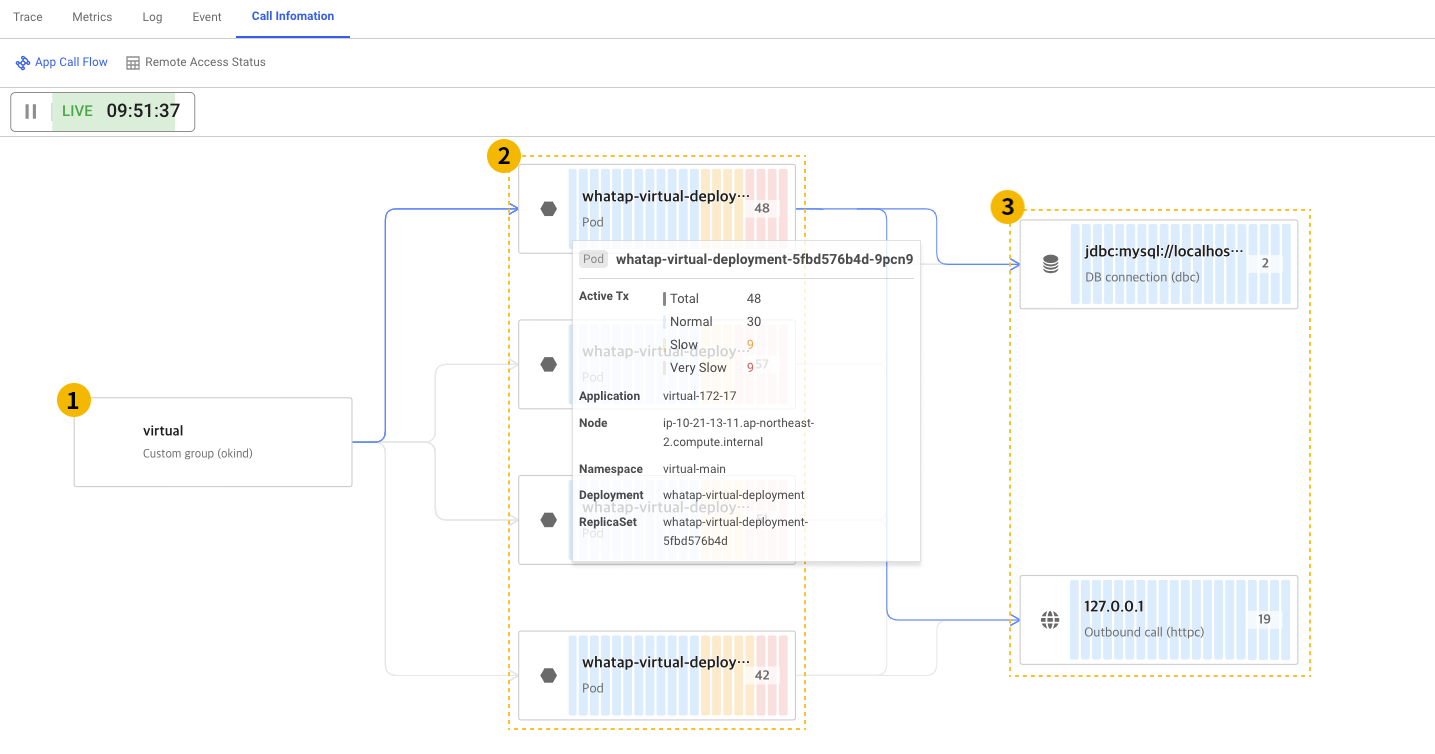 Trace Metrics Log Event Call Infomation
App Call Flow Remote Access Status
LIVE 09:51:37
1
virtual
Custom group (okind)
2
whatap-virtual-deploy···
Pod
48
Pod whatap-virtual-deployment-5fbd576b4d-9pcn9
Active Tx Total 48
Normal 30
Slow 9
Very Slow 9
Application virtual-172-17
Node ip-10-21-13-11.ap-northeast-
2.compute.internal
Namespace virtual-main
Deployment whatap-virtual-deployment
ReplicaSet whatap-virtual-deployment-
5fbd576b4d
whatap-virtual-deploy···
Pod
57
whatap-virtual-deploy···
Pod
whatap-virtual-deploy···
Pod
42
3
jdbc:mysql://localhos···
DB connection (dbc)
2
127.0.0.1
Outbound call (httpc)
19